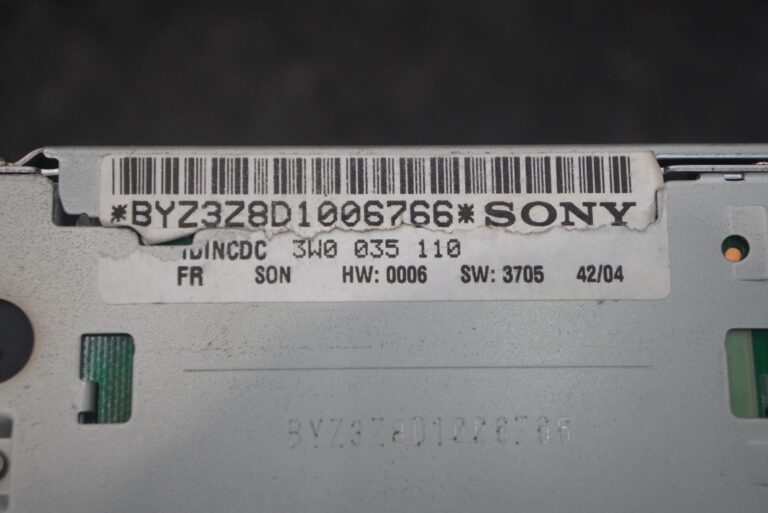 *BYZ3Z8D1006766* SONY
1DINCDC 3W0 035 110
FR SON HW: 0006 SW: 3705 42/04
BYZ3Z8D1006766